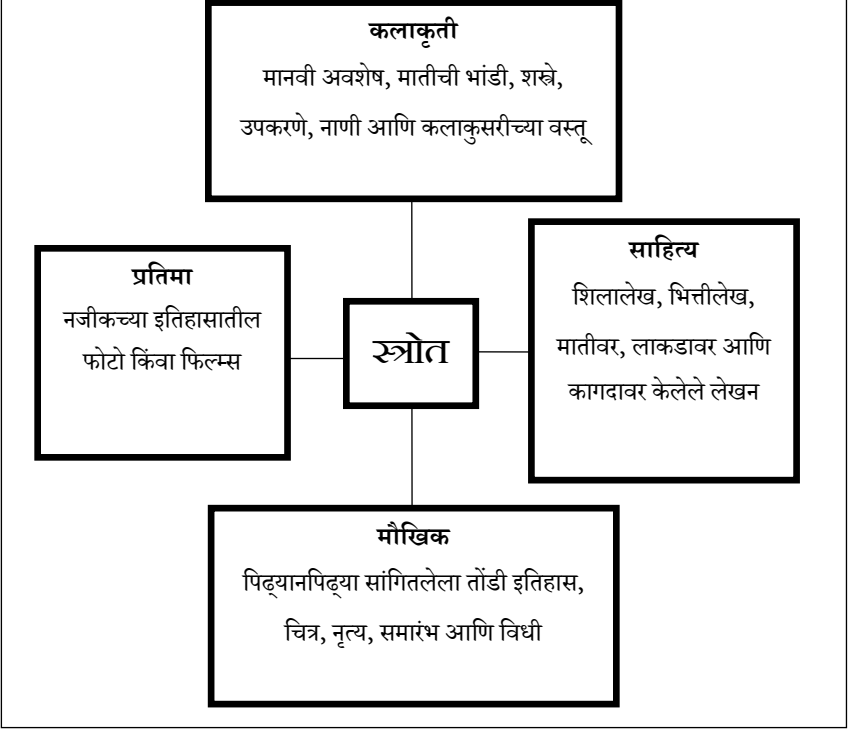 कलाकृती
मानवी अवशेष, मातीची भांडी, शस्त्रे,
उपकरणे, नाणी आणि कलाकुसरीच्या वस्तू
प्रतिमा
नजीकच्या इतिहासातील
फोटो किंवा फिल्म्स
स्त्रोत
साहित्य
शिलालेख, भित्तीलेख,
मातीवर, लाकडावर आणि
कागदावर केलेले लेखन
मौखिक
पिढ्यानपिढ्या सांगितलेला तोंडी इतिहास,
चित्र, नृत्य, समारंभ आणि विधी